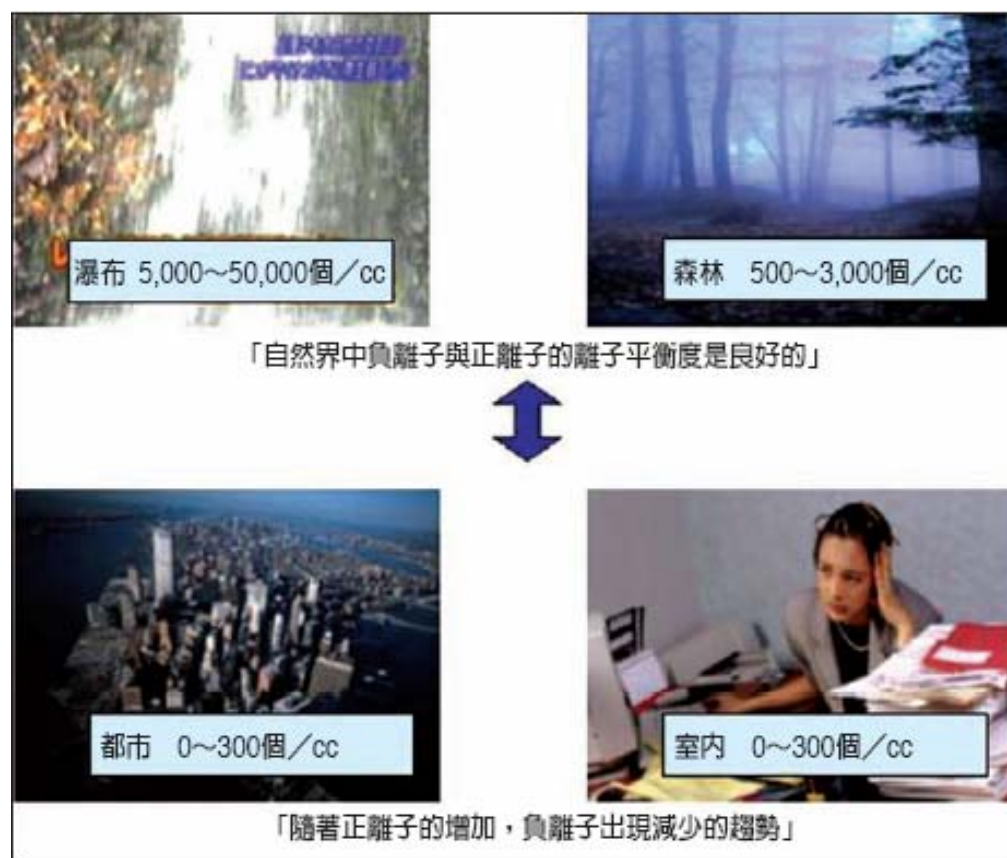 瀑布 5,000～50,000個／cc
森林 500～3,000個／cc
「自然界中負離子與正離子的離子平衡度是良好的」
都市 0～300個／cc
室内 0～300個／cc
「隨著正離子的增加，負離子出現減少的趨勢」